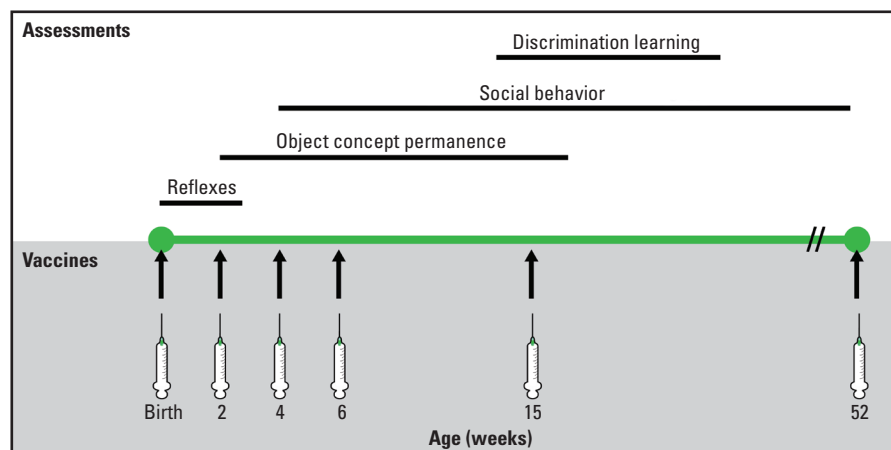 Assessments
Discrimination learning
Social behavior
Object concept permanence
Reflexes
Vaccines
Birth 2 4 6 15 52
Age (weeks)